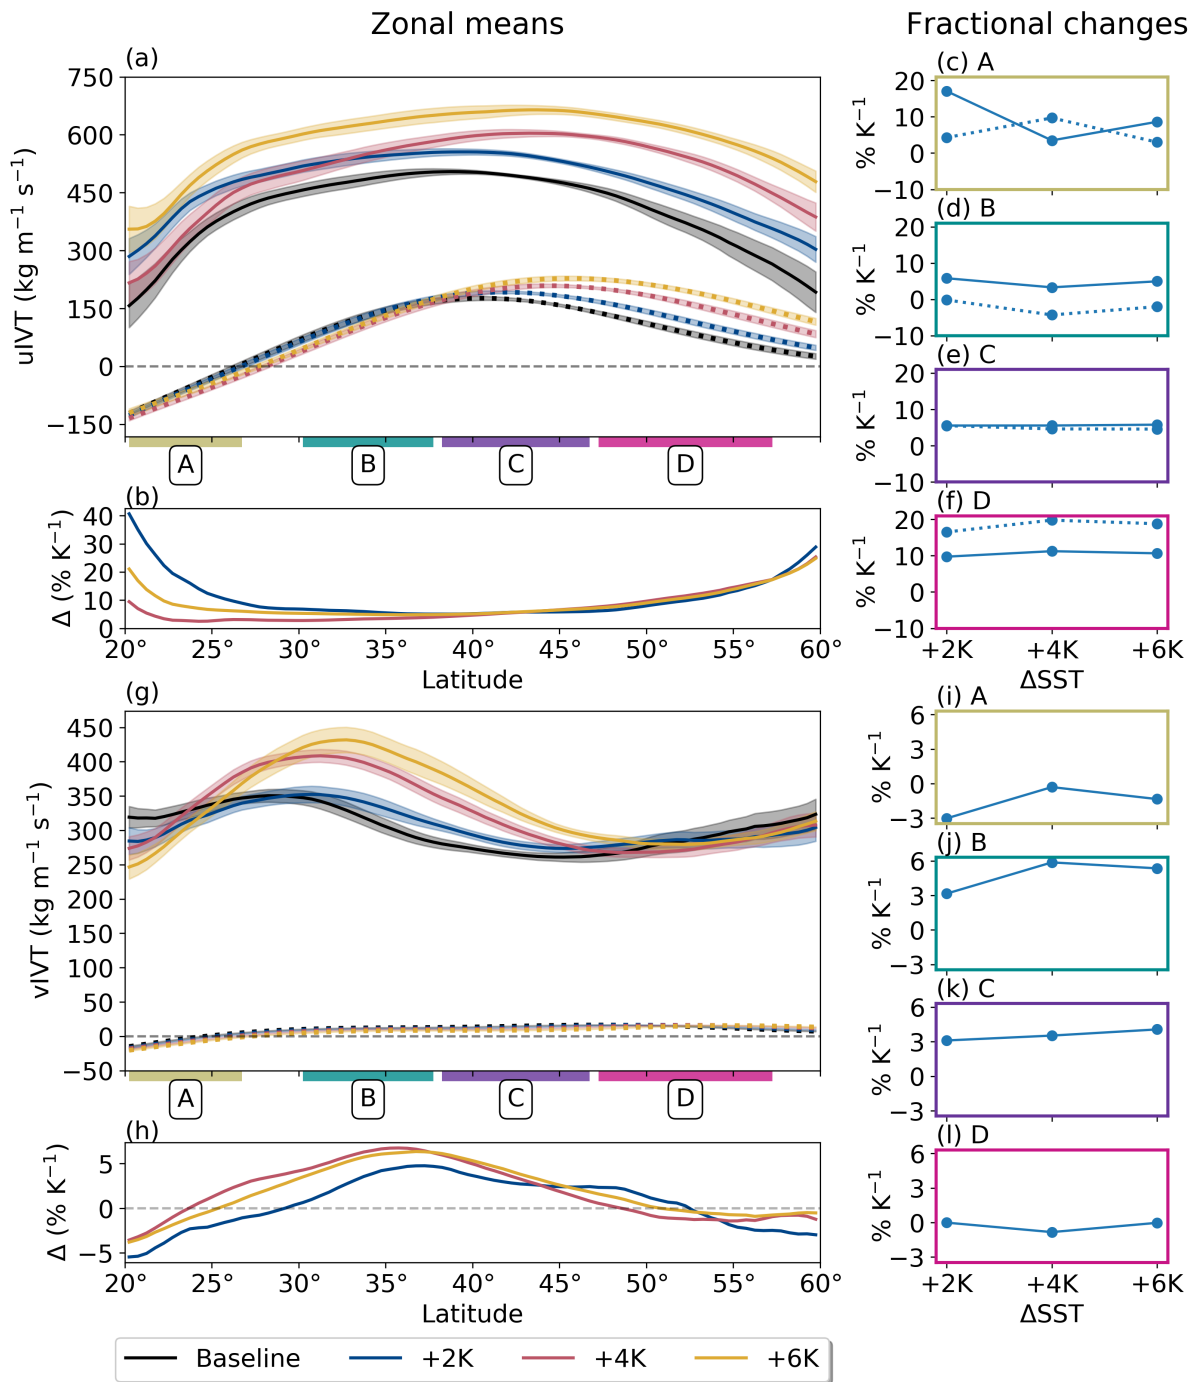 Zonal means
Fractional changes
(a)
750
600
450
300
150
0
−150
uIVT (kg m⁻¹ s⁻¹)
A
B
C
D
(b)
40
30
20
10
0
Δ (% K⁻¹)
20° 25° 30° 35° 40° 45° 50° 55° 60°
Latitude
(c) A
20
10
0
−10
% K⁻¹
(d) B
20
10
0
−10
% K⁻¹
(e) C
20
10
0
−10
% K⁻¹
(f) D
20
10
0
−10
% K⁻¹
+2K +4K +6K
ΔSST
(g)
450
400
350
300
250
200
150
100
50
0
−50
vIVT (kg m⁻¹ s⁻¹)
A
B
C
D
(h)
5
0
−5
Δ (% K⁻¹)
20° 25° 30° 35° 40° 45° 50° 55° 60°
Latitude
(i) A
6
3
0
−3
% K⁻¹
(j) B
6
3
0
−3
% K⁻¹
(k) C
6
3
0
−3
% K⁻¹
(l) D
6
3
0
−3
% K⁻¹
+2K +4K +6K
ΔSST
Baseline +2K +4K +6K